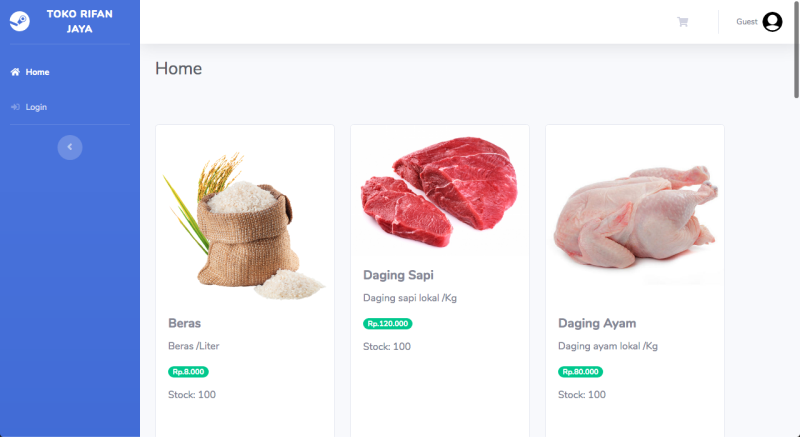 TOKO RIFAN
JAYA
Home
Login
Guest
Home
Beras
Beras /Liter
Rp.8.000
Stock: 100
Daging Sapi
Daging sapi lokal /Kg
Rp.120.000
Stock: 100
Daging Ayam
Daging ayam lokal /Kg
Rp.80.000
Stock: 100